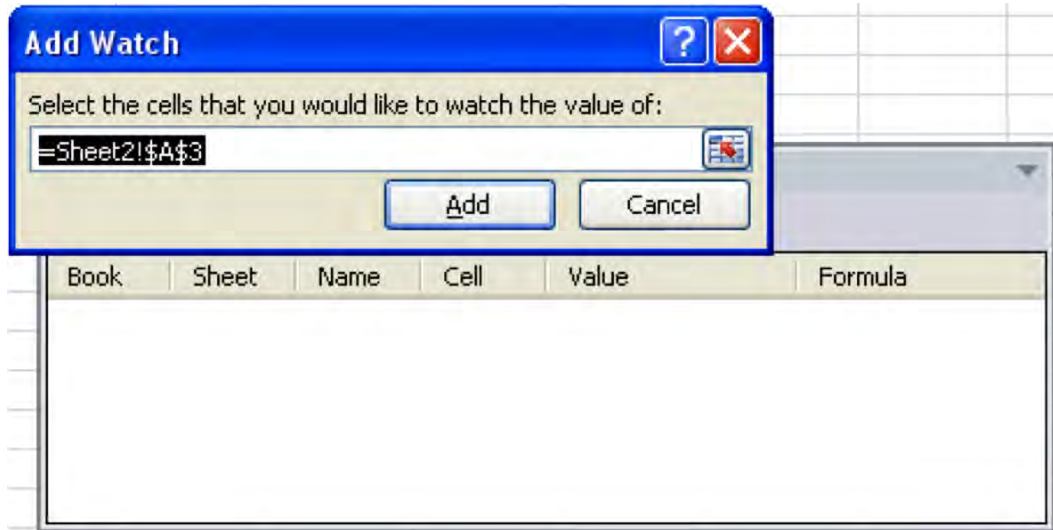 Add Watch
Select the cells that you would like to watch the value of:
=Sheet2!$A$3
Add Cancel
Book Sheet Name Cell Value Formula